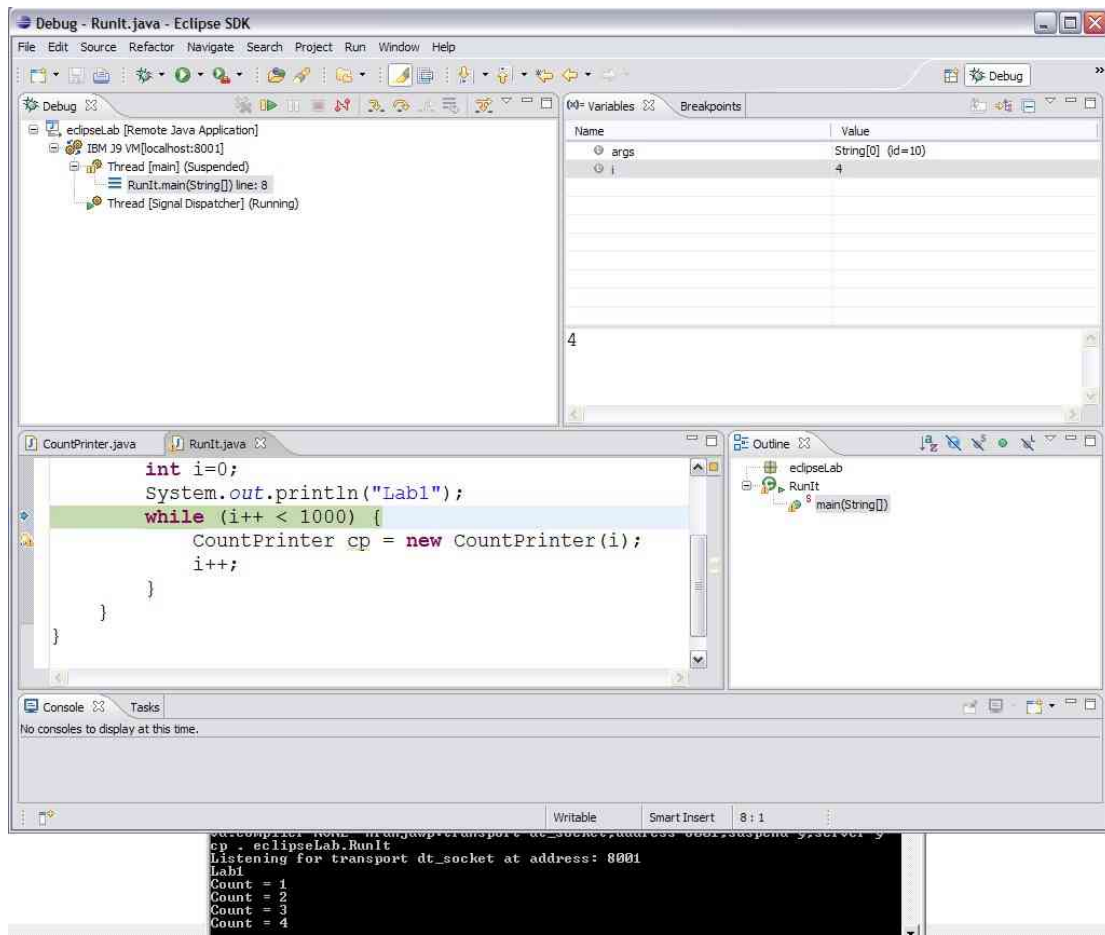 Debug - RunIt.java - Eclipse SDK
File Edit Source Refactor Navigate Search Project Run Window Help
Debug
»
Debug
eclipseLab [Remote Java Application]
IBM J9 VM[localhost:8001]
Thread [main] (Suspended)
RunIt.main(String[]) line: 8
Thread [Signal Dispatcher] (Running)
(x)= Variables Breakpoints
Name Value
args String[0] (id=10)
i 4
4
CountPrinter.java RunIt.java
int i=0;
System.out.println("Lab1");
while (i++ < 1000) {
CountPrinter cp = new CountPrinter(i);
i++;
}
}
}
Outline
eclipseLab
RunIt
main(String[])
Console Tasks
No consoles to display at this time.
Writable Smart Insert 8 : 1
cp . eclipseLab.RunIt
Listening for transport dt_socket at address: 8001
Lab1
Count = 1
Count = 2
Count = 3
Count = 4